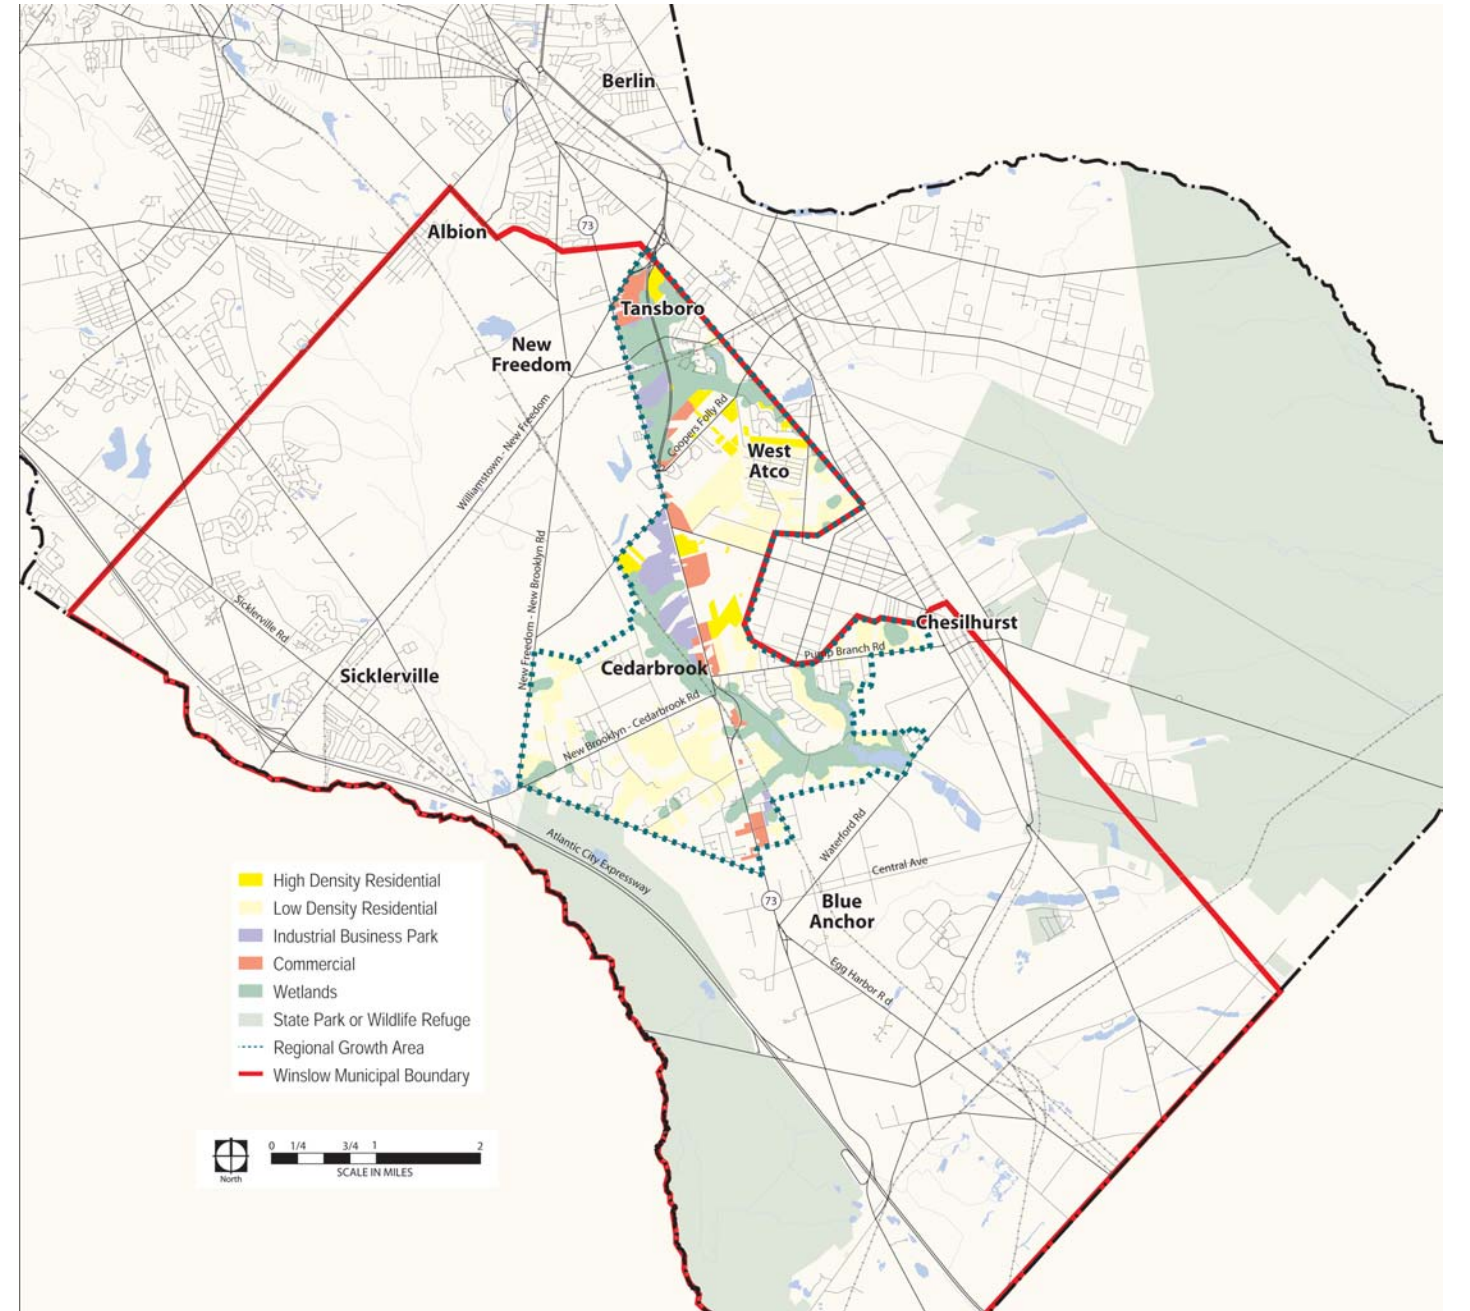 Berlin
Albion
73
Tansboro
New
Freedom
Williamstown - New Freedom
Coopers Folly Rd
West
Atco
New Freedom - New Brooklyn Rd
Sicklerville Rd
Chesilhurst
Pump Branch Rd
Sicklerville
Cedarbrook
New Brooklyn - Cedarbrook Rd
Atlantic City Expressway
Waterford Rd
Central Ave
73
Blue
Anchor
Egg Harbor Rd
High Density Residential
Low Density Residential
Industrial Business Park
Commercial
Wetlands
State Park or Wildlife Refuge
Regional Growth Area
Winslow Municipal Boundary
North
0 1/4 3/4 1 2
SCALE IN MILES